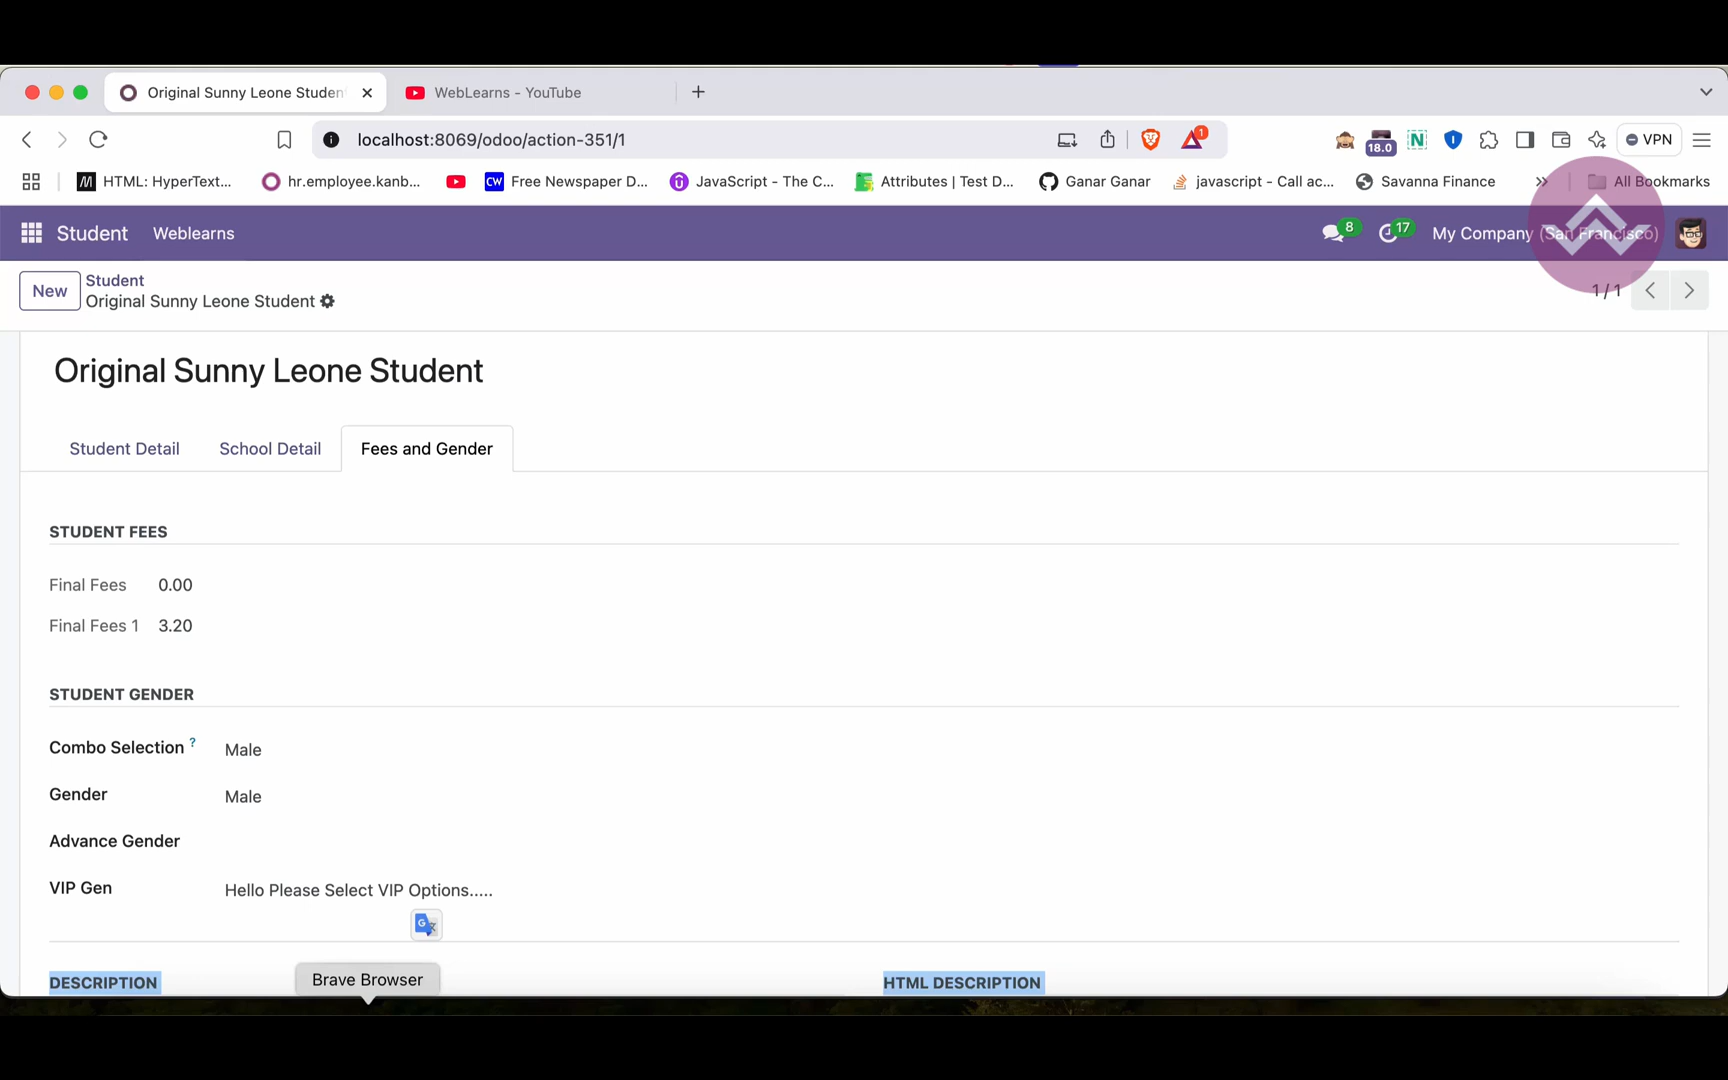 Original Sunny Leone Studen
WebLearns - YouTube
localhost:8069/odoo/action-351/1
1
18.0
N
VPN
HTML: HyperText...
hr.employee.kanb...
CW Free Newspaper D...
JavaScript - The C...
Attributes | Test D...
Ganar Ganar
javascript - Call ac...
Savanna Finance
All Bookmarks
Student
Weblearns
8
17
My Company (San Francisco)
New
Student
Original Sunny Leone Student
1 / 1
Original Sunny Leone Student
Student Detail
School Detail
Fees and Gender
STUDENT FEES
Final Fees 0.00
Final Fees 1 3.20
STUDENT GENDER
Combo Selection ? Male
Gender Male
Advance Gender
VIP Gen Hello Please Select VIP Options.....
DESCRIPTION
HTML DESCRIPTION
Brave Browser